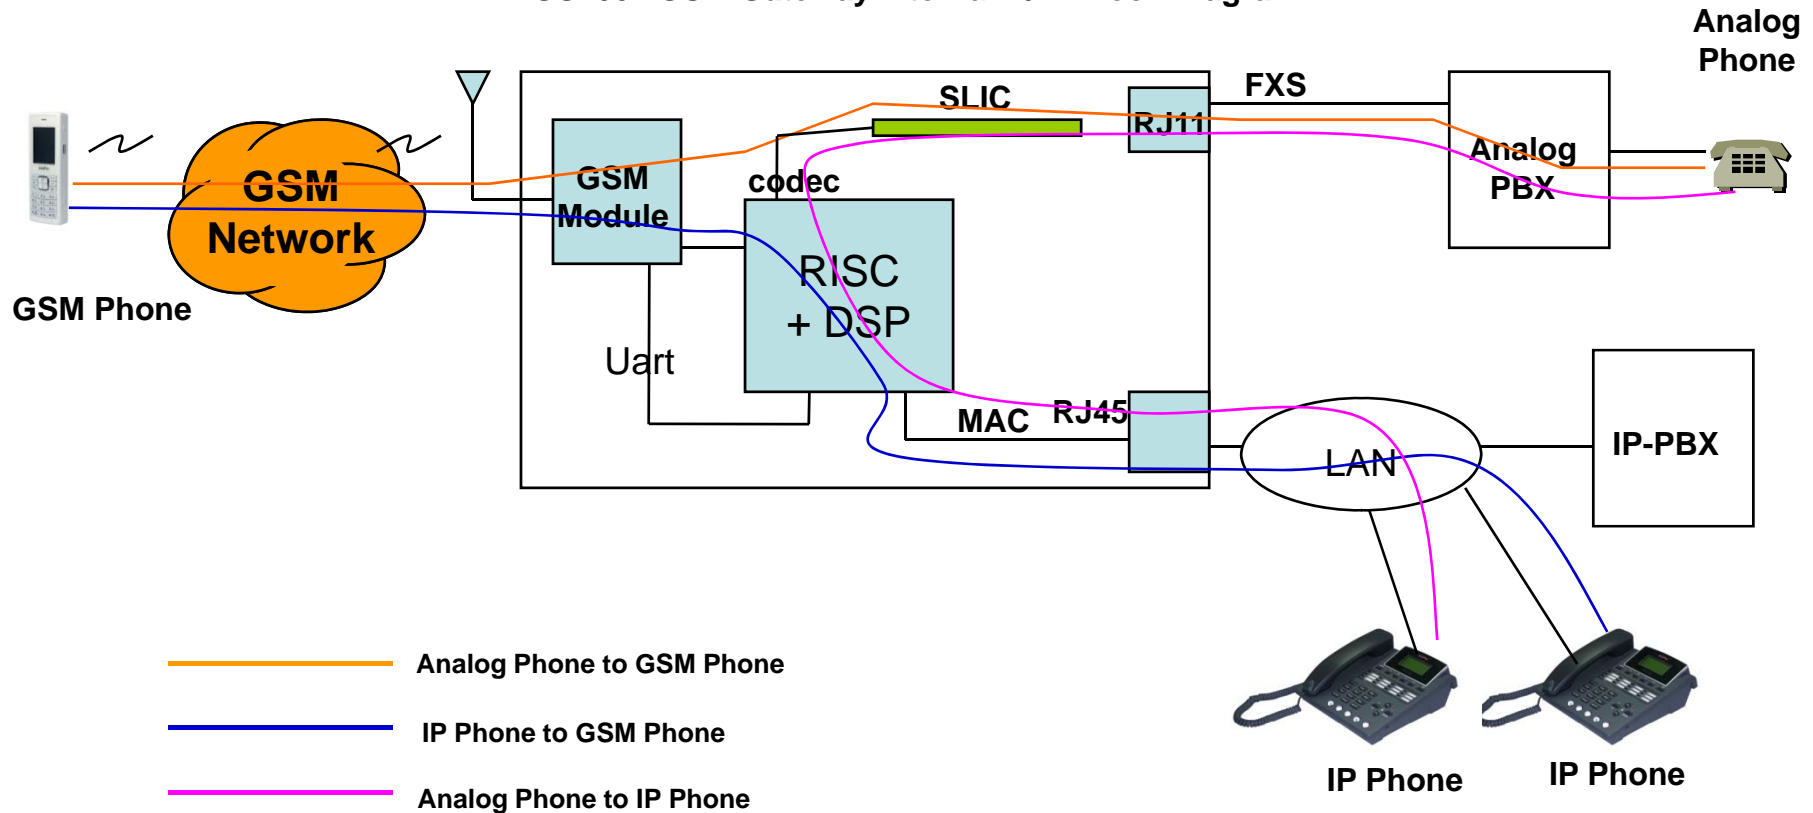 Analog
Phone
SLIC
FXS
RJ11
GSM
Network
GSM
Module
codec
Analog
PBX
RISC
+ DSP
GSM Phone
Uart
MAC
RJ45
LAN
IP-PBX
Analog Phone to GSM Phone
IP Phone to GSM Phone
Analog Phone to IP Phone
IP Phone
IP Phone